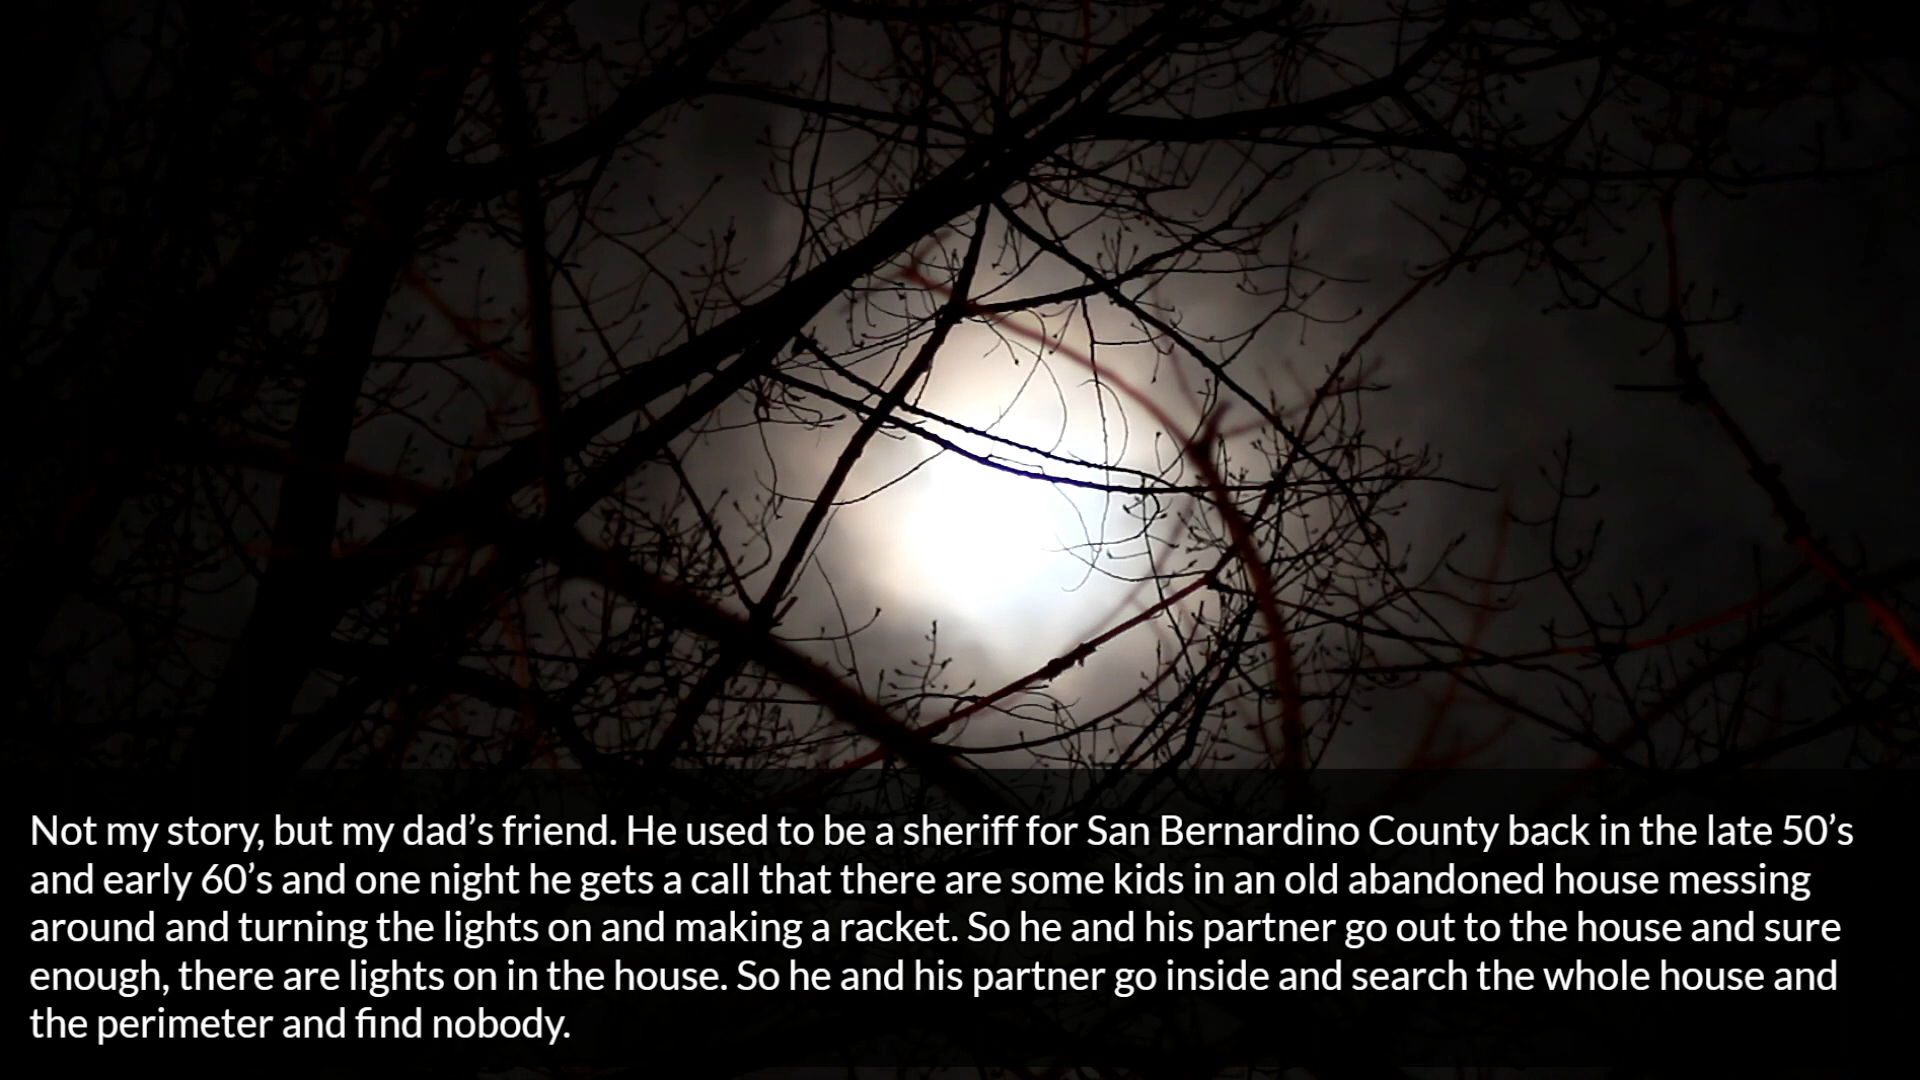 Not my story, but my dad’s friend. He used to be a sheriff for San Bernardino County back in the late 50’s
and early 60’s and one night he gets a call that there are some kids in an old abandoned house messing
around and turning the lights on and making a racket. So he and his partner go out to the house and sure
enough, there are lights on in the house. So he and his partner go inside and search the whole house and
the perimeter and find nobody.